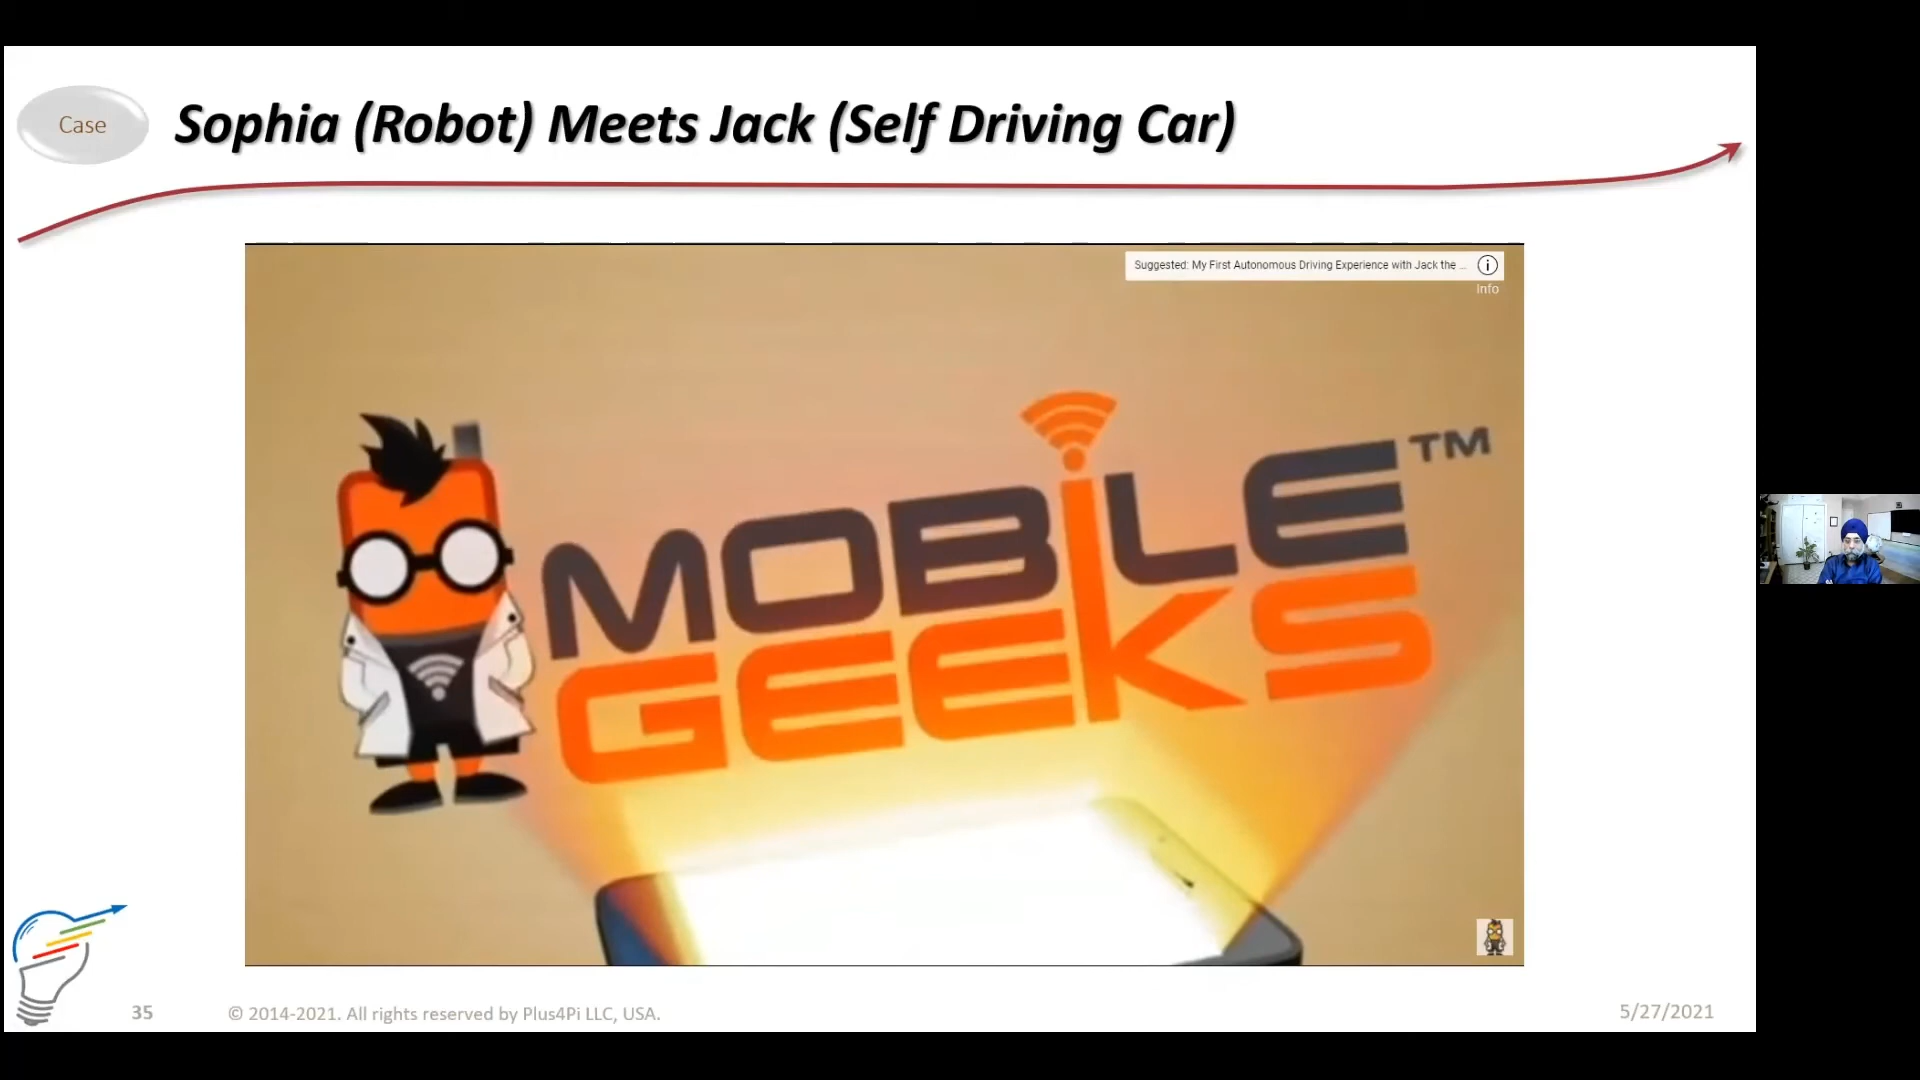 Case
Sophia (Robot) Meets Jack (Self Driving Car)
Suggested: My First Autonomous Driving Experience with Jack the ...
i
Info
MOBiLE™
GEEKS
35
© 2014-2021. All rights reserved by Plus4Pi LLC, USA.
5/27/2021